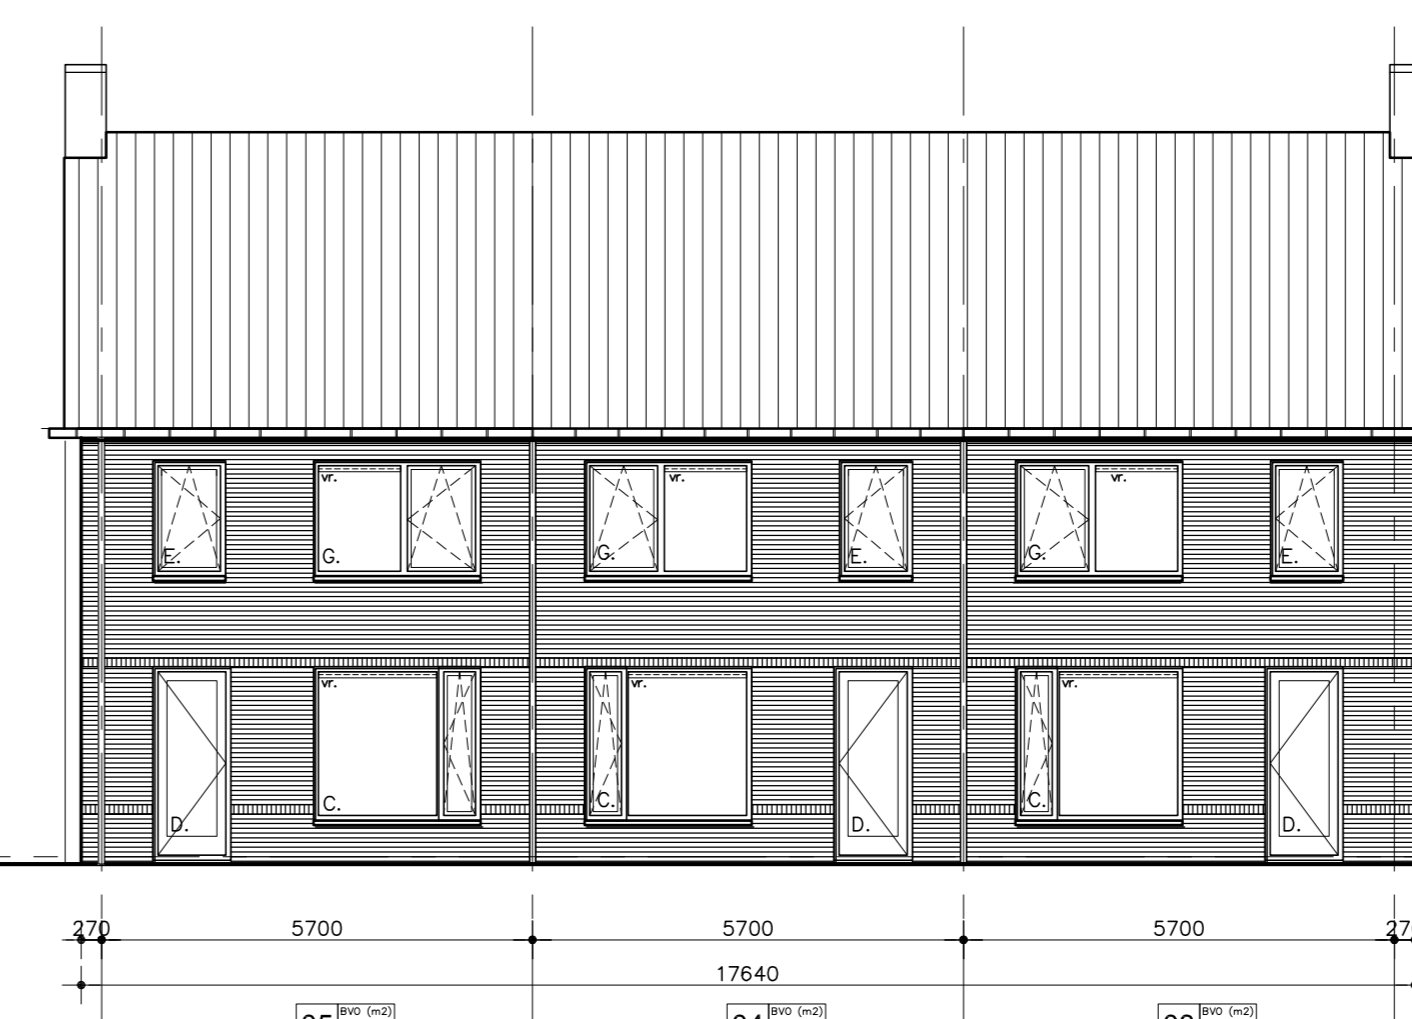 vr. vr. vr.
E. G. G. E. G. E.
vr. vr. vr.
C. C. C.
D. D. D.
270 5700 5700 5700
17640
BVO (m2) BVO (m2) BVO (m2)